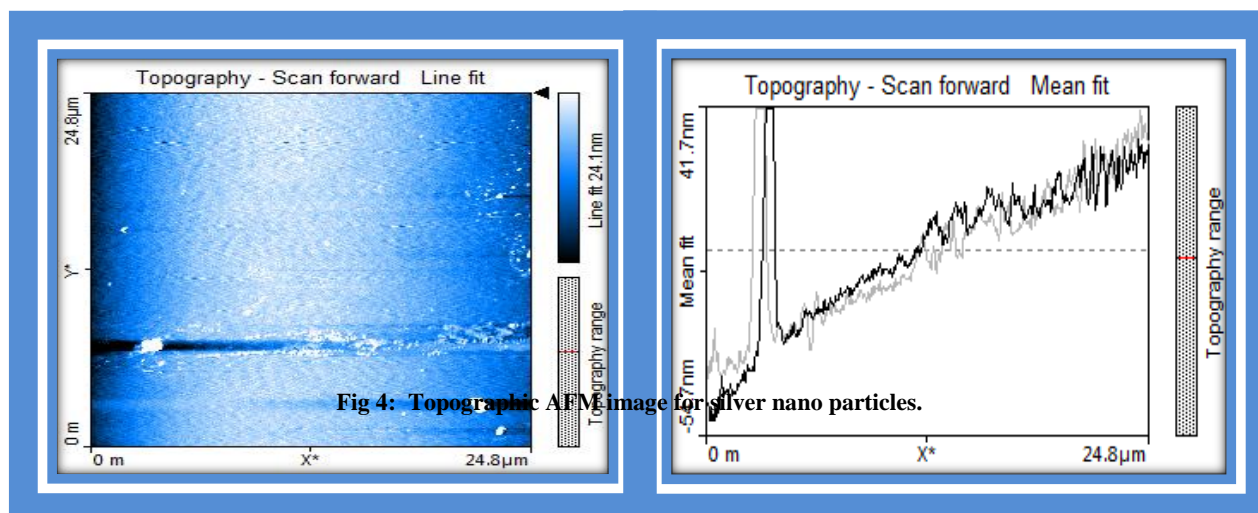 Topography - Scan forward Line fit
24.8µm
Y*
0 m
0 m
X*
24.8µm
Line fit 24.1nm
Topography range
Topography - Scan forward Mean fit
41.7nm
Mean fit
0 m
X*
24.8µm
Topography range
Fig 4: Topographic AFM image for silver nano particles.